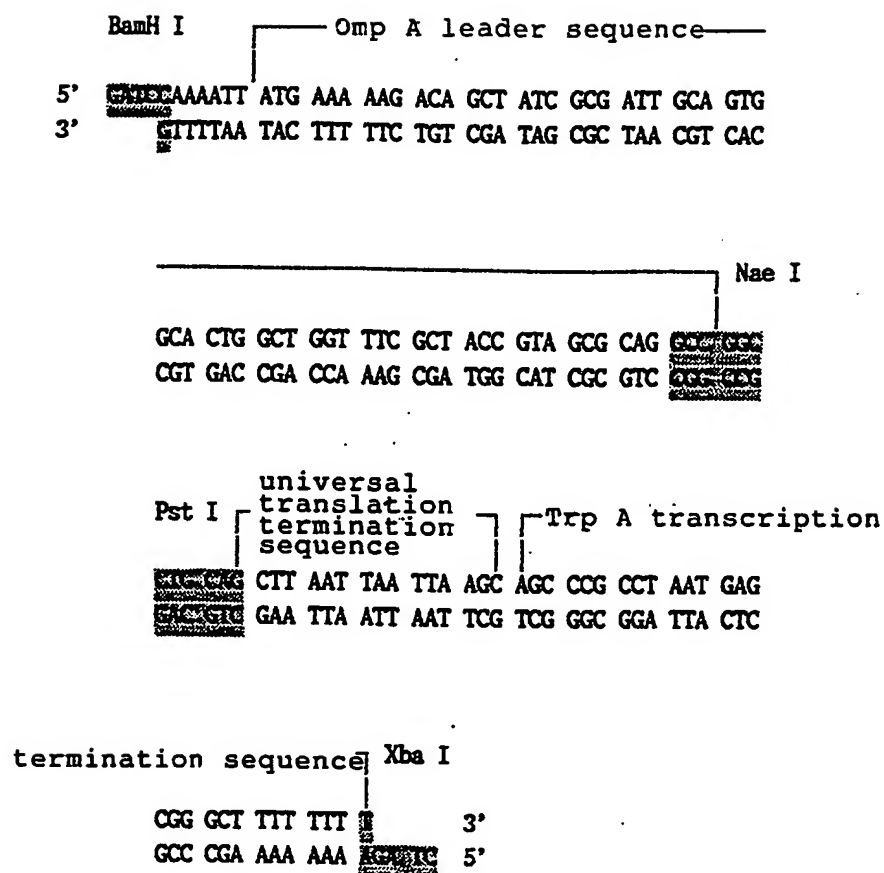 BamH I
Omp A leader sequence
5' GATCCAAAATT ATG AAA AAG ACA GCT ATC GCG ATT GCA GTG
3' GTTTTAA TAC TTT TTC TGT CGA TAG CGC TAA CGT CAC
Nae I
GCA CTG GCT GGT TTC GCT ACC GTA GCG CAG GCC GGC
CGT GAC CGA CCA AAG CGA TGG CAT CGC GTC CGG CCG
universal
Pst I translation
termination Trp A transcription
sequence
CTG CAG CTT AAT TAA TTA AGC AGC CCG CCT AAT GAG
GAC GTC GAA TTA ATT AAT TCG TCG GGC GGA TTA CTC
termination sequence Xba I
CGG GCT TTT TTT 3'
GCC CGA AAA AAA 5'